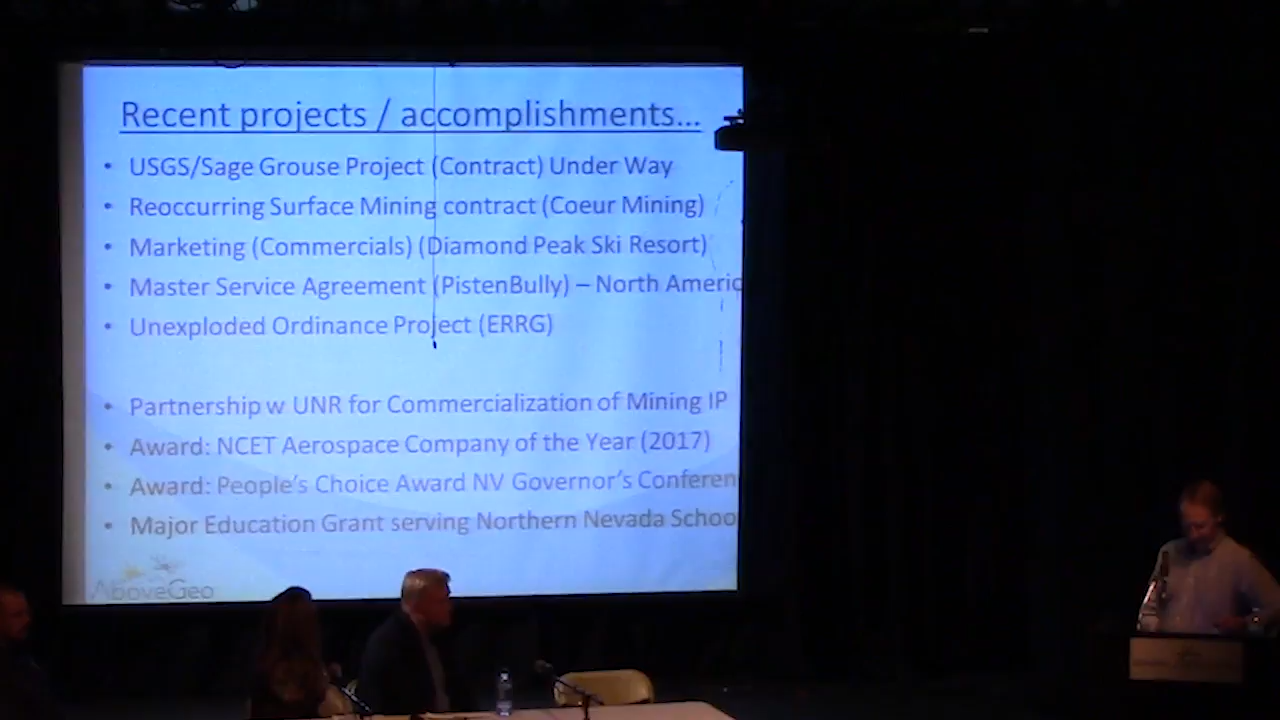 Recent projects / accomplishments...
• USGS/Sage Grouse Project (Contract) Under Way
• Reoccurring Surface Mining contract (Coeur Mining)
• Marketing (Commercials) (Diamond Peak Ski Resort)
• Master Service Agreement (PistenBully) – North Americ
• Unexploded Ordinance Project (ERRG)
• Partnership w UNR for Commercialization of Mining IP
• Award: NCET Aerospace Company of the Year (2017)
• Award: People's Choice Award NV Governor's Conferen
• Major Education Grant serving Northern Nevada Schoo
AboveGeo